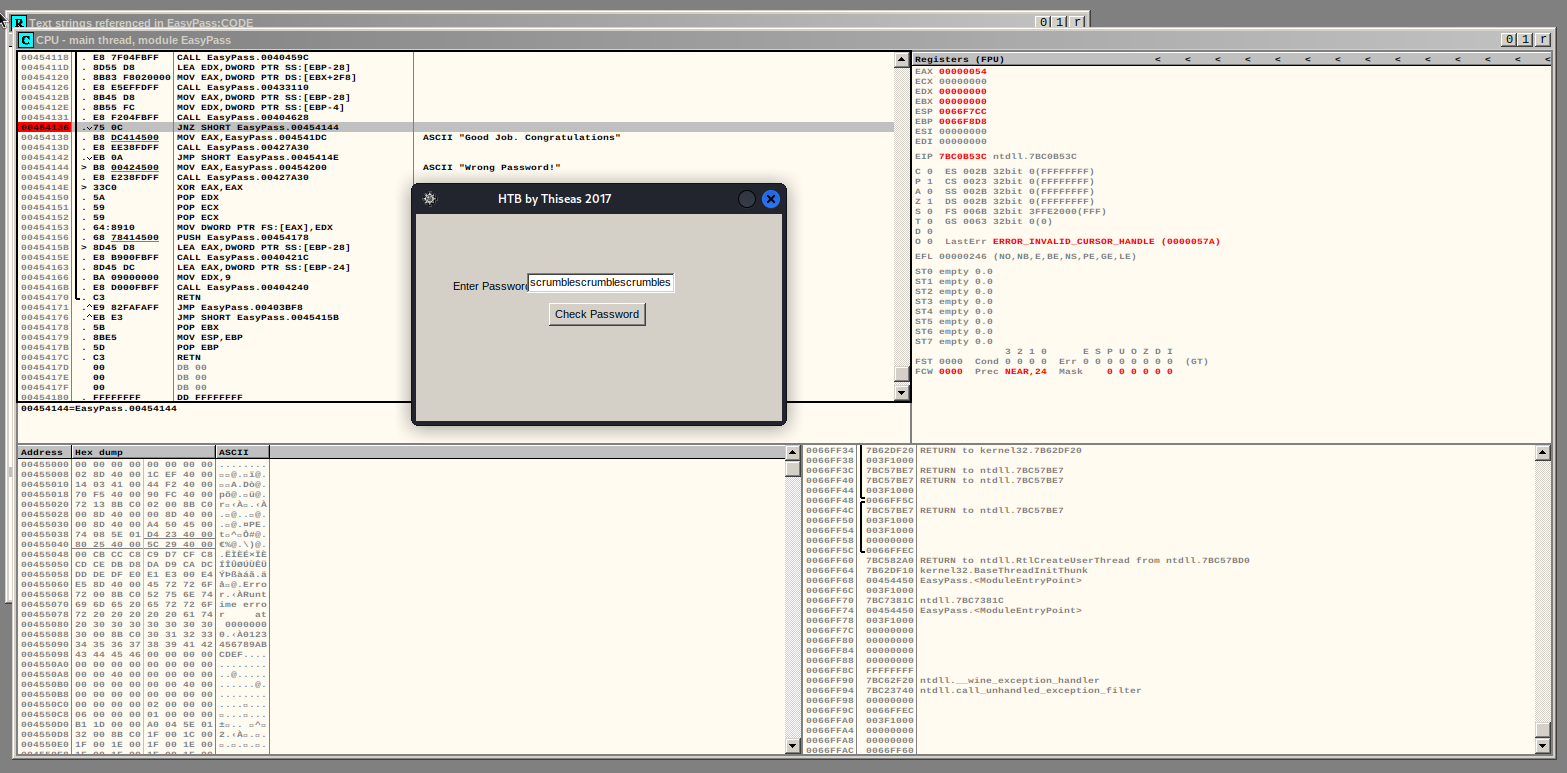 Text strings referenced in EasyPass:CODE
CPU - main thread, module EasyPass
00454118 . E8 7F04FBFF CALL EasyPass.0040459C
0045411D . 8D55 D8 LEA EDX,DWORD PTR SS:[EBP-28]
00454120 . 8B83 F8020000 MOV EAX,DWORD PTR DS:[EBX+2F8]
00454126 . E8 E5EFFDFF CALL EasyPass.00433110
0045412B . 8B45 D8 MOV EAX,DWORD PTR SS:[EBP-28]
0045412E . 8B55 FC MOV EDX,DWORD PTR SS:[EBP-4]
00454131 . E8 F204FBFF CALL EasyPass.00404628
00454136 . 75 0C JNZ SHORT EasyPass.00454144
00454138 . B8 DC414500 MOV EAX,EasyPass.004541DC ASCII "Good Job. Congratulations"
0045413D . E8 EE38FDFF CALL EasyPass.00427A30
00454142 . EB 0A JMP SHORT EasyPass.0045414E
00454144 > B8 00424500 MOV EAX,EasyPass.00454200 ASCII "Wrong Password!"
00454149 . E8 E238FDFF CALL EasyPass.00427A30
0045414E > 33C0 XOR EAX,EAX
00454150 . 5A POP EDX
00454151 . 59 POP ECX
00454152 . 59 POP ECX
00454153 . 64:8910 MOV DWORD PTR FS:[EAX],EDX
00454156 . 68 78414500 PUSH EasyPass.00454178
0045415B > 8D45 D8 LEA EAX,DWORD PTR SS:[EBP-28]
0045415E . E8 B900FBFF CALL EasyPass.0040421C
00454163 . 8D45 DC LEA EAX,DWORD PTR SS:[EBP-24]
00454166 . BA 09000000 MOV EDX,9
0045416B . E8 D000FBFF CALL EasyPass.00404240
00454170 . C3 RETN
00454171 .^E9 82FAFAFF JMP EasyPass.00403BF8
00454176 .^EB E3 JMP SHORT EasyPass.0045415B
00454178 . 5B POP EBX
00454179 . 8BE5 MOV ESP,EBP
0045417B . 5D POP EBP
0045417C . C3 RETN
0045417D 00 DB 00
0045417E 00 DB 00
0045417F 00 DB 00
00454180 . FFFFFFFF DD FFFFFFFF
00454144=EasyPass.00454144
HTB by Thiseas 2017
Enter Password
scrumblescrumblescrumbles
Check Password
Registers (FPU) < < < < < < < < < < < < < <
EAX 00000054
ECX 00000000
EDX 00000000
EBX 00000000
ESP 0066F7CC
EBP 0066F8D8
ESI 00000000
EDI 00000000
EIP 7BC0B53C ntdll.7BC0B53C
C 0 ES 002B 32bit 0(FFFFFFFF)
P 1 CS 0023 32bit 0(FFFFFFFF)
A 0 SS 002B 32bit 0(FFFFFFFF)
Z 1 DS 002B 32bit 0(FFFFFFFF)
S 0 FS 006B 32bit 3FFE2000(FFF)
T 0 GS 0063 32bit 0(0)
D 0
O 0 LastErr ERROR_INVALID_CURSOR_HANDLE (0000057A)
EFL 00000246 (NO,NB,E,BE,NS,PE,GE,LE)
ST0 empty 0.0
ST1 empty 0.0
ST2 empty 0.0
ST3 empty 0.0
ST4 empty 0.0
ST5 empty 0.0
ST6 empty 0.0
ST7 empty 0.0
3 2 1 0 E S P U O Z D I
FST 0000 Cond 0 0 0 0 Err 0 0 0 0 0 0 0 0 (GT)
FCW 0000 Prec NEAR,24 Mask 0 0 0 0 0 0
Address Hex dump ASCII
00455000 00 00 00 00 00 00 00 00 ........
00455008 02 8D 40 00 1C EF 40 00
00455010 14 03 41 00 44 F2 40 00
00455018 70 F5 40 00 90 FC 40 00
00455020 72 13 8B C0 02 00 8B C0
00455028 00 8D 40 00 00 8D 40 00
00455030 00 8D 40 00 A4 50 45 00
00455038 74 08 5E 01 D4 23 40 00
00455040 80 25 40 00 5C 29 40 00 €%@.\)@.
00455048 00 CB CC C8 C9 D7 CF C8 .ËÌÈÉ×ÏÈ
00455050 CD CE DB D8 DA D9 CA DC ÍÎÛØÚÙÊÜ
00455058 DD DE DF E0 E1 E3 00 E4 ÝÞßàáã.ä
00455060 E5 8D 40 00 45 72 72 6F
00455068 72 00 8B C0 52 75 6E 74 r.‹ÀRunt
00455070 69 6D 65 20 65 72 72 6F ime erro
00455078 72 20 20 20 20 20 61 74 r     at
00455080 20 30 30 30 30 30 30 30 0000000
00455088 30 00 8B C0 30 31 32 33 0.‹À0123
00455090 34 35 36 37 38 39 41 42 456789AB
00455098 43 44 45 46 00 00 00 00 CDEF....
004550A0 00 00 00 00 00 00 00 00 ........
004550A8 00 00 40 00 00 00 00 00 ..@.....
004550B0 00 00 00 00 00 00 40 00 ......@.
004550B8 00 00 00 00 00 00 00 00 ........
004550C0 00 00 00 00 02 00 00 00
004550C8 06 00 00 00 01 00 00 00
004550D0 B1 1D 00 00 A0 04 5E 01
004550D8 32 00 8B C0 1F 00 1C 00
004550E0 1F 00 1E 00 1F 00 1E 00
0066FF34 7B62DF20 RETURN to kernel32.7B62DF20
0066FF38 003F1000
0066FF3C 7BC57BE7 RETURN to ntdll.7BC57BE7
0066FF40 7BC57BE7 RETURN to ntdll.7BC57BE7
0066FF44 003F1000
0066FF48 0066FF5C
0066FF4C 7BC57BE7 RETURN to ntdll.7BC57BE7
0066FF50 003F1000
0066FF54 003F1000
0066FF58 00000000
0066FF5C 0066FFEC
0066FF60 7BC582A0 RETURN to ntdll.RtlCreateUserThread from ntdll.7BC57BD0
0066FF64 7B62DF10 kernel32.BaseThreadInitThunk
0066FF68 00454450 EasyPass.<ModuleEntryPoint>
0066FF6C 003F1000
0066FF70 7BC7381C ntdll.7BC7381C
0066FF74 00454450 EasyPass.<ModuleEntryPoint>
0066FF78 003F1000
0066FF7C 00000000
0066FF80 00000000
0066FF84 00000000
0066FF88 00000000
0066FF8C FFFFFFFF
0066FF90 7BC62F20 ntdll.__wine_exception_handler
0066FF94 7BC23740 ntdll.call_unhandled_exception_filter
0066FF98 00000000
0066FF9C 0066FFEC
0066FFA0 003F1000
0066FFA4 00000000
0066FFA8 00000000
0066FFAC 0066FF60